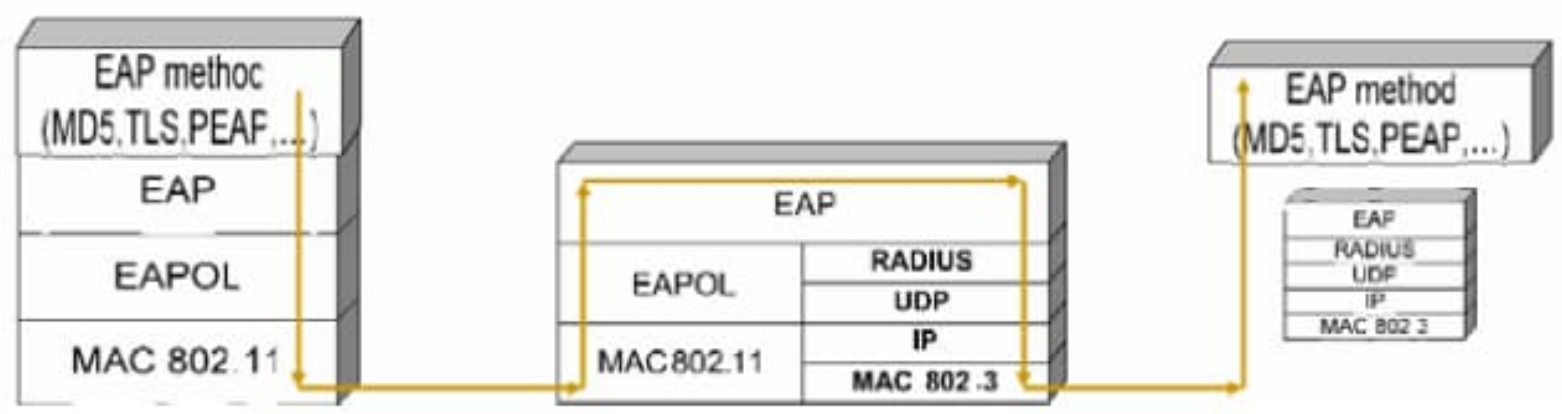 EAP methoc
(MD5,TLS,PEAF,...)
EAP
EAPOL
MAC 802.11
EAP
EAPOL
MAC802.11
RADIUS
UDP
IP
MAC 802.3
EAP method
(MD5,TLS,PEAP,...)
EAP
RADIUS
UDP
IP
MAC 802 3